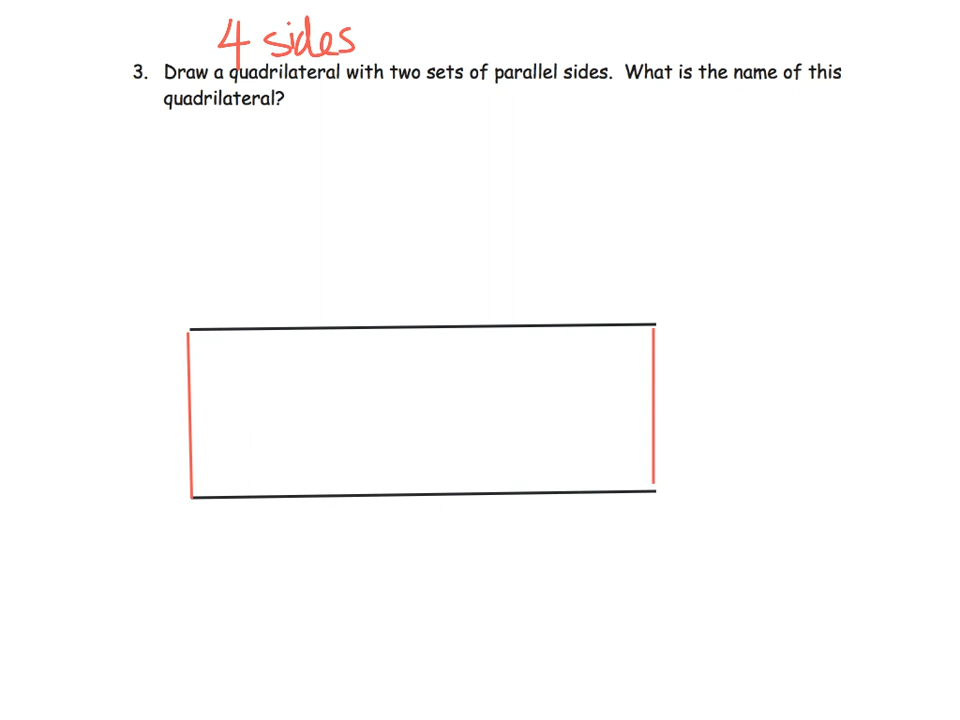 4 sides
3. Draw a quadrilateral with two sets of parallel sides. What is the name of this
quadrilateral?